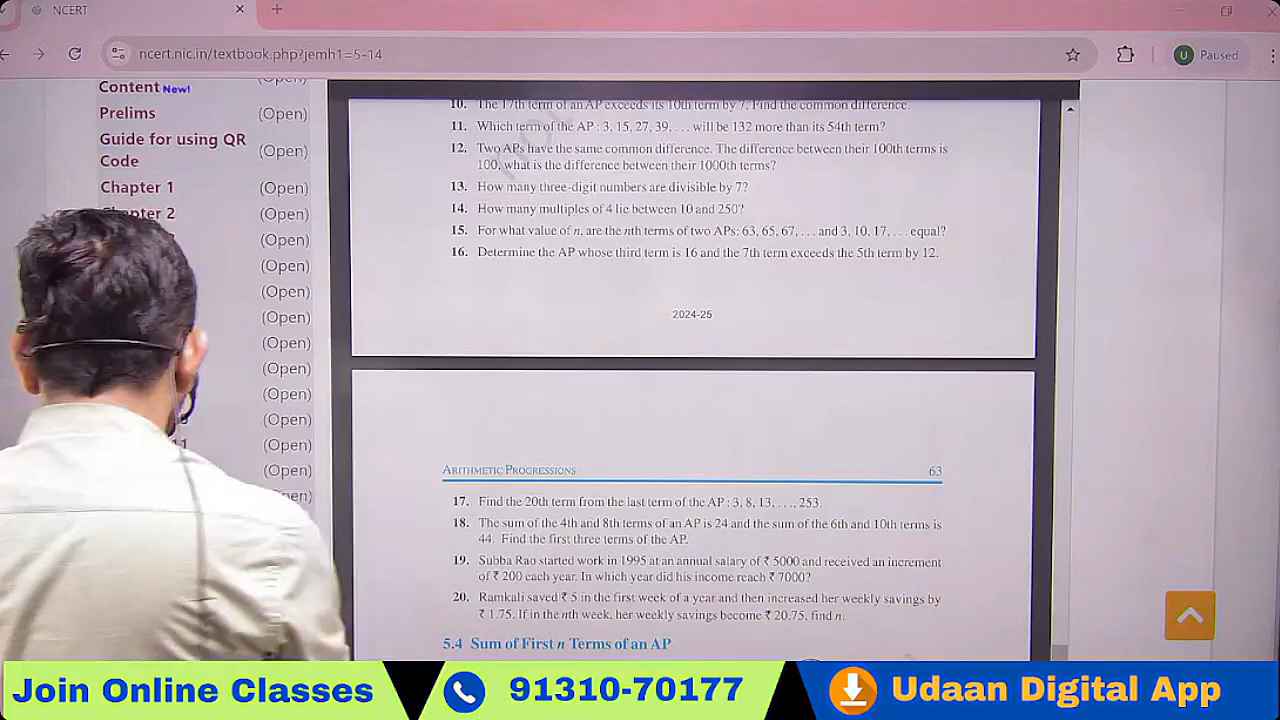 NCERT
ncert.nic.in/textbook.php?jemh1=5-14
Paused
U
Content New!
(Open)
Prelims (Open)
Guide for using QR
Code (Open)
Chapter 1 (Open)
Chapter 2 (Open)
(Open)
(Open)
(Open)
(Open)
(Open)
(Open)
(Open)
(Open)
11 (Open)
(Open)
10. The 17th term of an AP exceeds its 10th term by 7. Find the common difference.
11. Which term of the AP : 3, 15, 27, 39, . . . will be 132 more than its 54th term?
12. Two APs have the same common difference. The difference between their 100th terms is
100, what is the difference between their 1000th terms?
13. How many three-digit numbers are divisible by 7?
14. How many multiples of 4 lie between 10 and 250?
15. For what value of n, are the nth terms of two APs: 63, 65, 67, . . . and 3, 10, 17, . . . equal?
16. Determine the AP whose third term is 16 and the 7th term exceeds the 5th term by 12.
2024-25
ARITHMETIC PROGRESSIONS 63
17. Find the 20th term from the last term of the AP : 3, 8, 13, . . ., 253.
18. The sum of the 4th and 8th terms of an AP is 24 and the sum of the 6th and 10th terms is
44. Find the first three terms of the AP.
19. Subba Rao started work in 1995 at an annual salary of ₹ 5000 and received an increment
of ₹ 200 each year. In which year did his income reach ₹ 7000?
20. Ramkali saved ₹ 5 in the first week of a year and then increased her weekly savings by
₹ 1.75. If in the nth week, her weekly savings become ₹ 20.75, find n.
5.4 Sum of First n Terms of an AP
Join Online Classes
91310-70177
Udaan Digital App